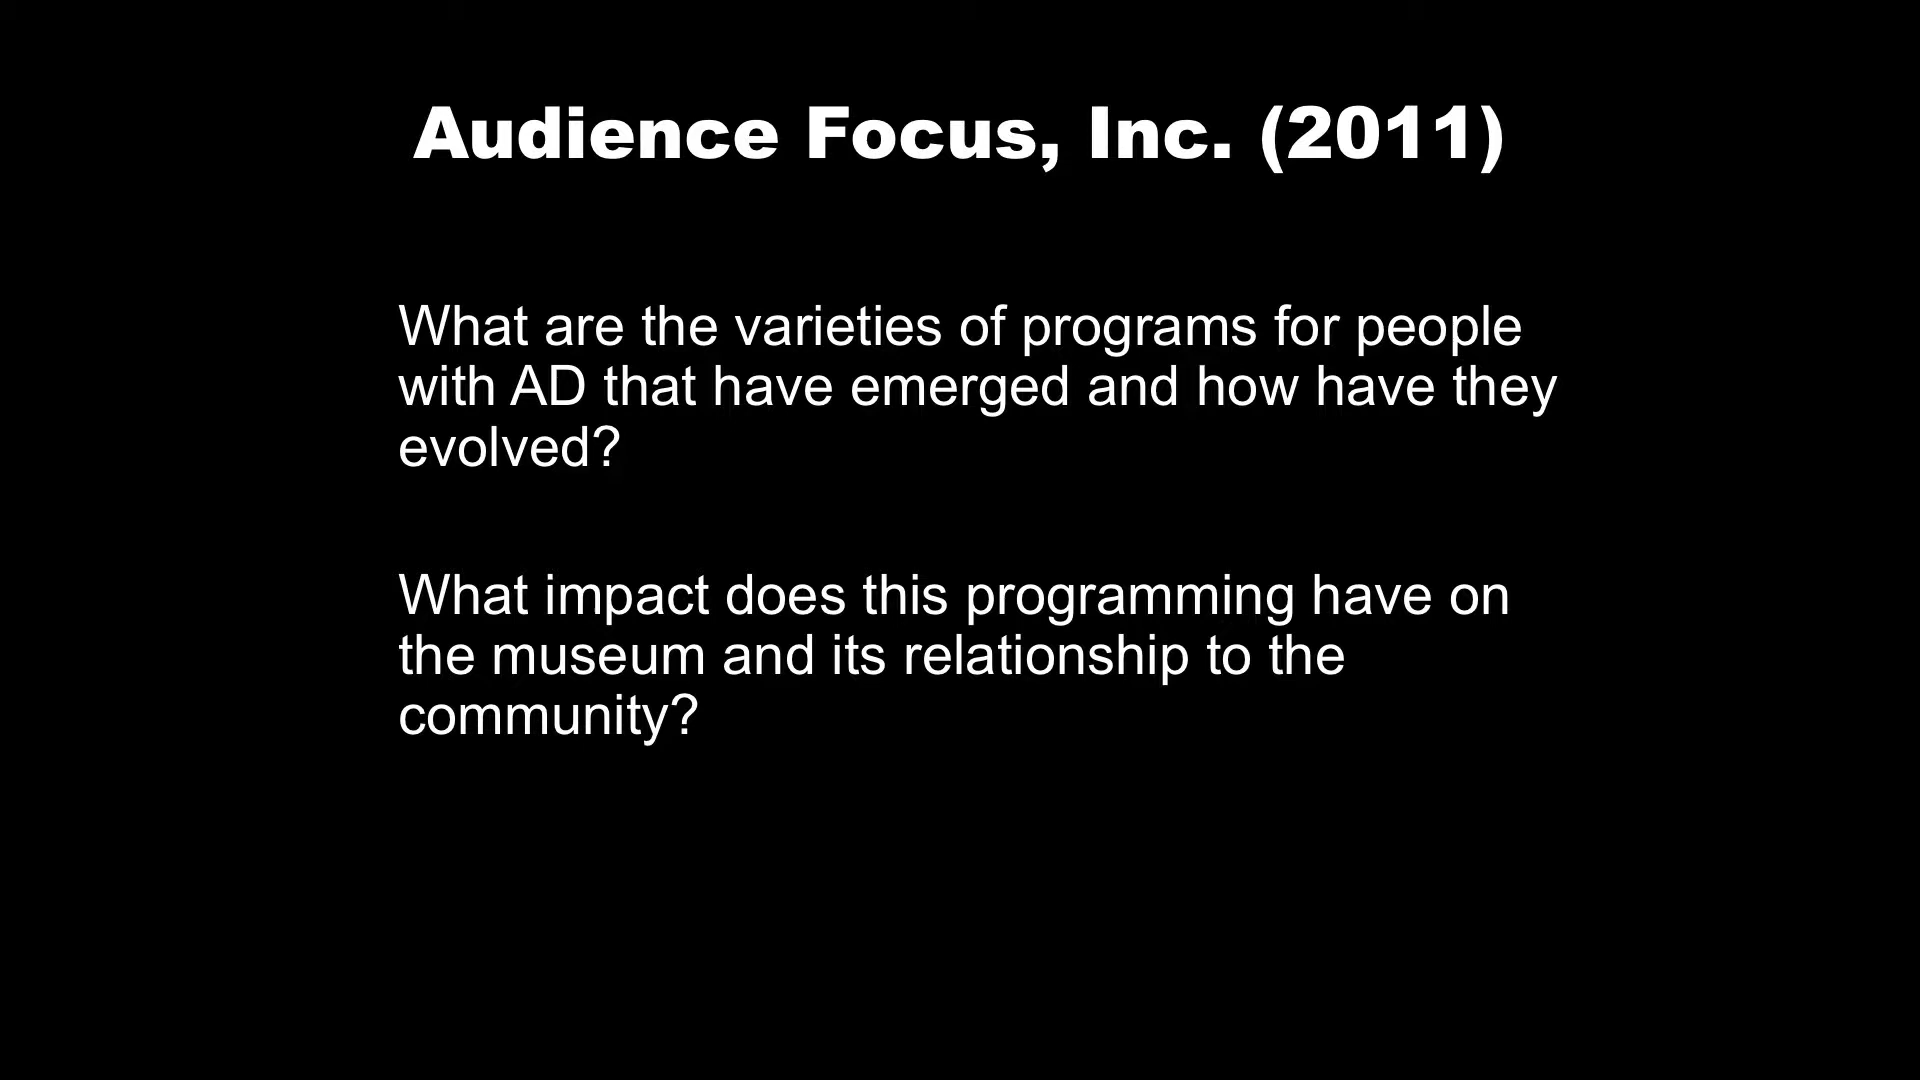 Audience Focus, Inc. (2011)
What are the varieties of programs for people
with AD that have emerged and how have they
evolved?
What impact does this programming have on
the museum and its relationship to the
community?